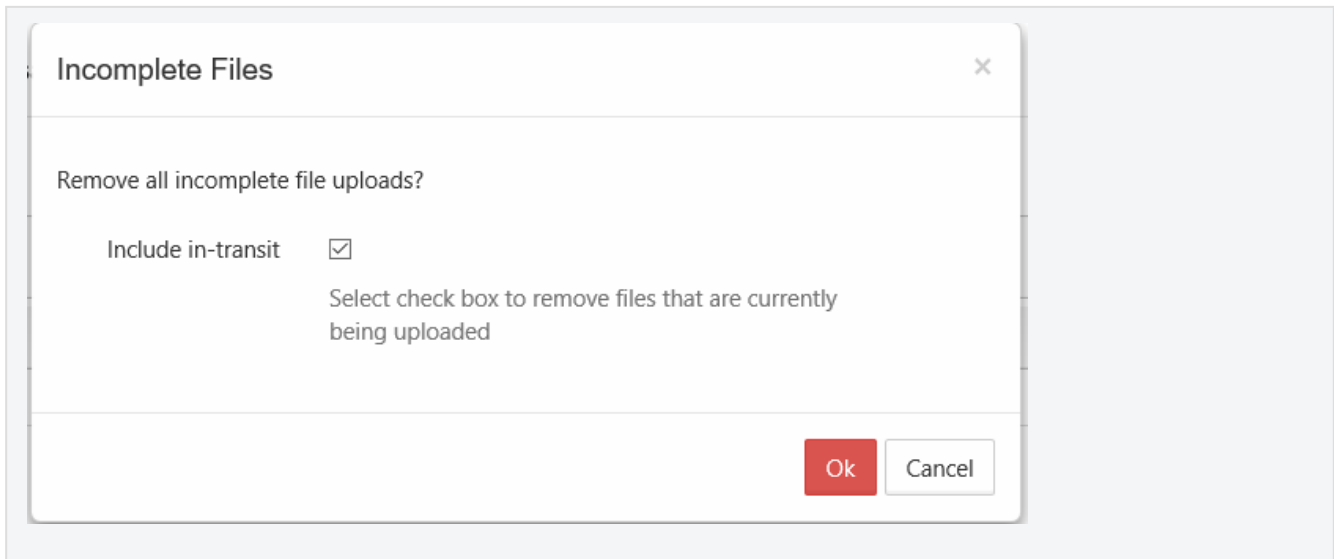 Incomplete Files
Remove all incomplete file uploads?
Include in-transit
Select check box to remove files that are currently
being uploaded
Ok Cancel